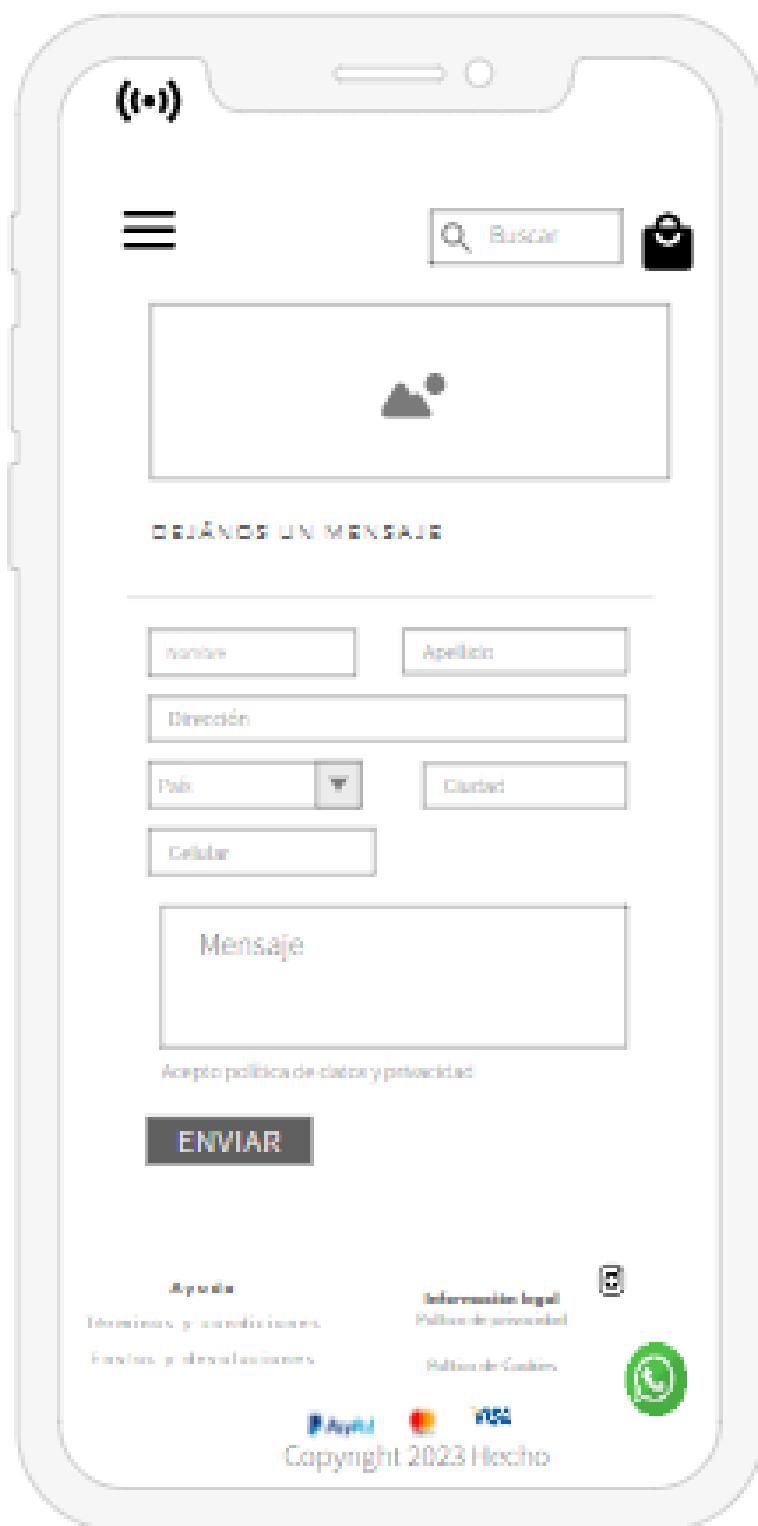 Buscar
DEJÁNOS UN MENSAJE
Nombre
Apellido
Dirección
País
Ciudad
Celular
Mensaje
Acepto política de datos y privacidad
ENVIAR
Ayuda
Información legal
Términos y condiciones
Política de privacidad
Envíos y devoluciones
Política de Cookies
PayPal
VISA
Copyright 2023 Hecho